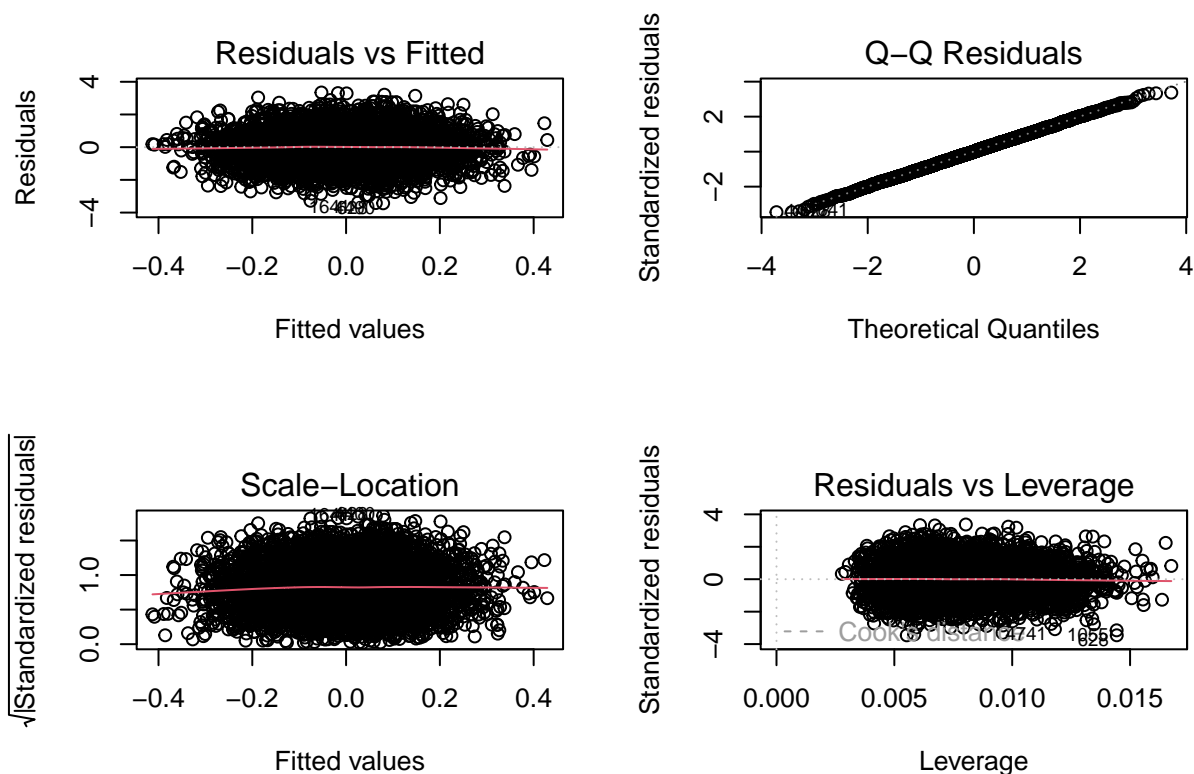 Residuals vs Fitted
Residuals
4
0
−4
−0.4 −0.2 0.0 0.2 0.4
Fitted values
Q−Q Residuals
Standardized residuals
2
−2
−4 −2 0 2 4
Theoretical Quantiles
Scale−Location
√|Standardized residuals|
1.0
0.0
−0.4 −0.2 0.0 0.2 0.4
Fitted values
Residuals vs Leverage
Standardized residuals
4
0
−4
Cook's distance
0.000 0.005 0.010 0.015
Leverage